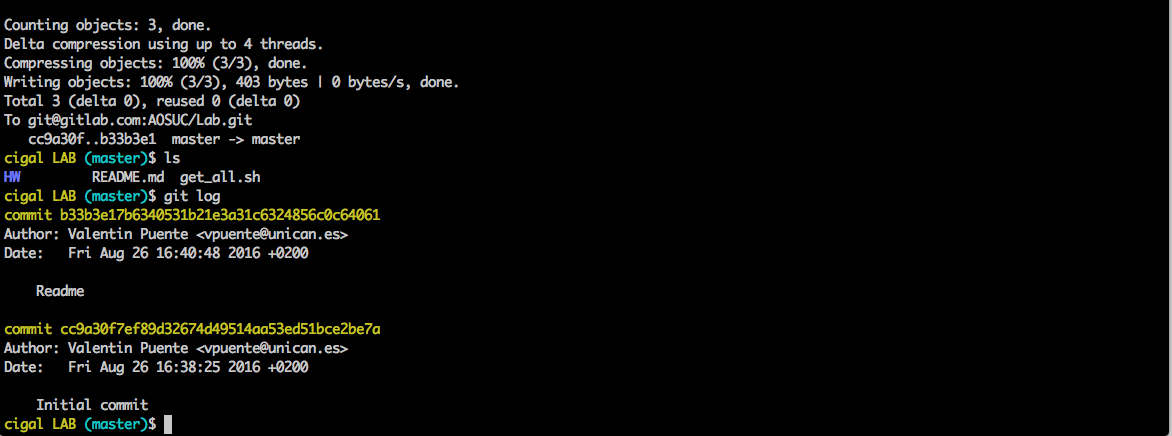 Counting objects: 3, done.
Delta compression using up to 4 threads.
Compressing objects: 100% (3/3), done.
Writing objects: 100% (3/3), 403 bytes | 0 bytes/s, done.
Total 3 (delta 0), reused 0 (delta 0)
To git@gitlab.com:AOSUC/Lab.git
   cc9a30f..b33b3e1  master -> master
cigal LAB (master)$ ls
HW         README.md  get_all.sh
cigal LAB (master)$ git log
commit b33b3e17b6340531b21e3a31c6324856c0c64061
Author: Valentin Puente <vpuente@unican.es>
Date:   Fri Aug 26 16:40:48 2016 +0200
    Readme
commit cc9a30f7ef89d32674d49514aa53ed51bce2be7a
Author: Valentin Puente <vpuente@unican.es>
Date:   Fri Aug 26 16:38:25 2016 +0200
    Initial commit
cigal LAB (master)$